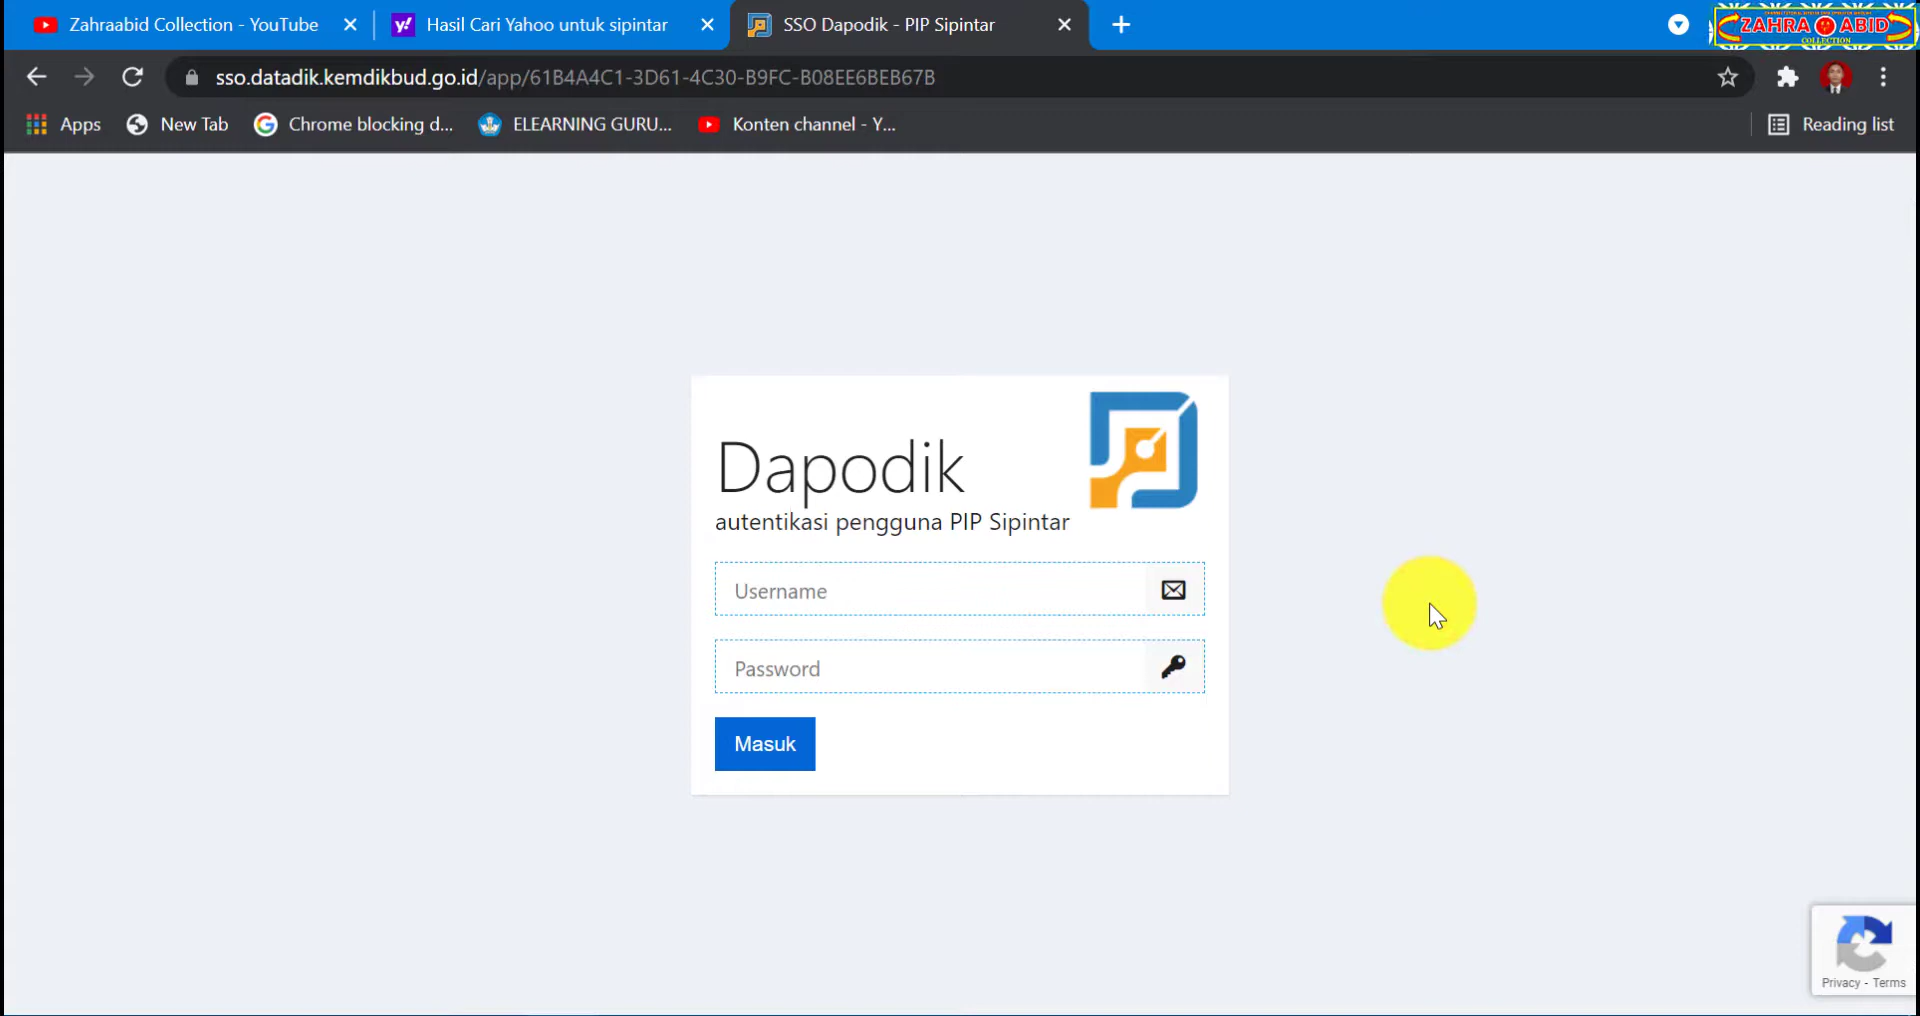 Zahraabid Collection - YouTube
Hasil Cari Yahoo untuk sipintar
SSO Dapodik - PIP Sipintar
ZAHRA ABID
COLLECTION
sso.datadik.kemdikbud.go.id/app/61B4A4C1-3D61-4C30-B9FC-B08EE6BEB67B
Apps
New Tab
Chrome blocking d...
ELEARNING GURU...
Konten channel - Y...
Reading list
Dapodik
autentikasi pengguna PIP Sipintar
Username
Password
Masuk
Privacy - Terms